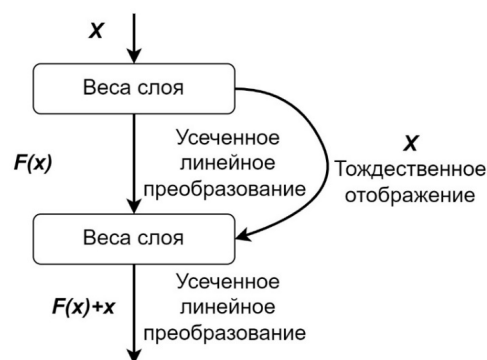 X
Веса слоя
F(x)
Усеченное
линейное
преобразование
X
Тождественное
отображение
Веса слоя
F(x)+x
Усеченное
линейное
преобразование